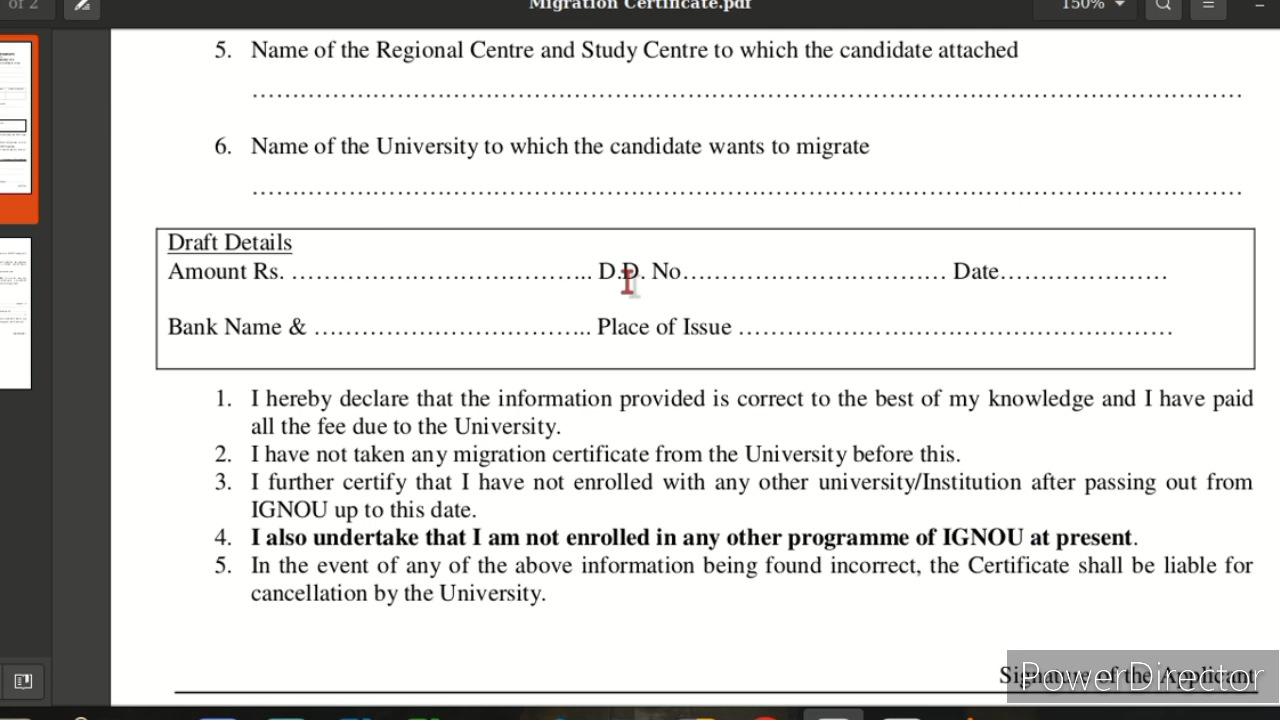 of 2
Migration Certificate.pdf
150%
5. Name of the Regional Centre and Study Centre to which the candidate attached
....................................................................................................
6. Name of the University to which the candidate wants to migrate
....................................................................................................
Draft Details
Amount Rs. .................................... D.D. No................................ Date.....................
Bank Name & .................................. Place of Issue ......................................................
1. I hereby declare that the information provided is correct to the best of my knowledge and I have paid
all the fee due to the University.
2. I have not taken any migration certificate from the University before this.
3. I further certify that I have not enrolled with any other university/Institution after passing out from
IGNOU up to this date.
4. I also undertake that I am not enrolled in any other programme of IGNOU at present.
5. In the event of any of the above information being found incorrect, the Certificate shall be liable for
cancellation by the University.
Signature of the Applicant
PowerDirector